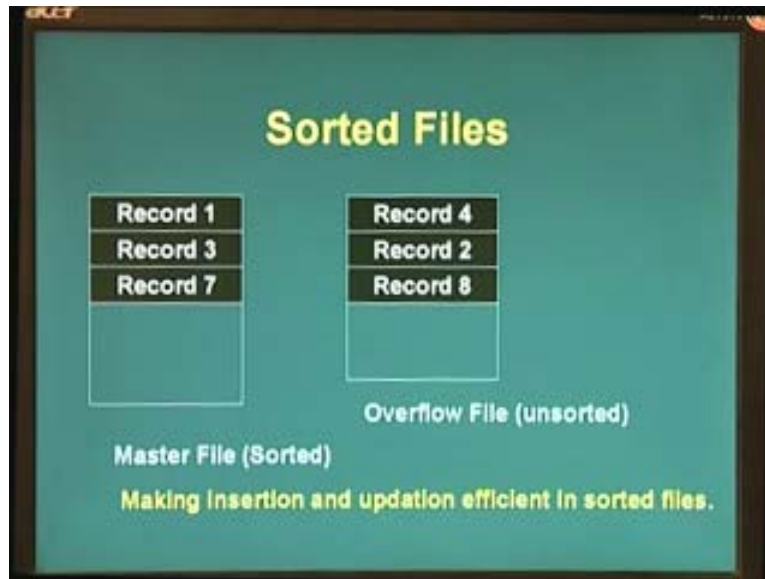 acer
Sorted Files
Record 1
Record 3
Record 7
Record 4
Record 2
Record 8
Overflow File (unsorted)
Master File (Sorted)
Making insertion and updation efficient in sorted files.